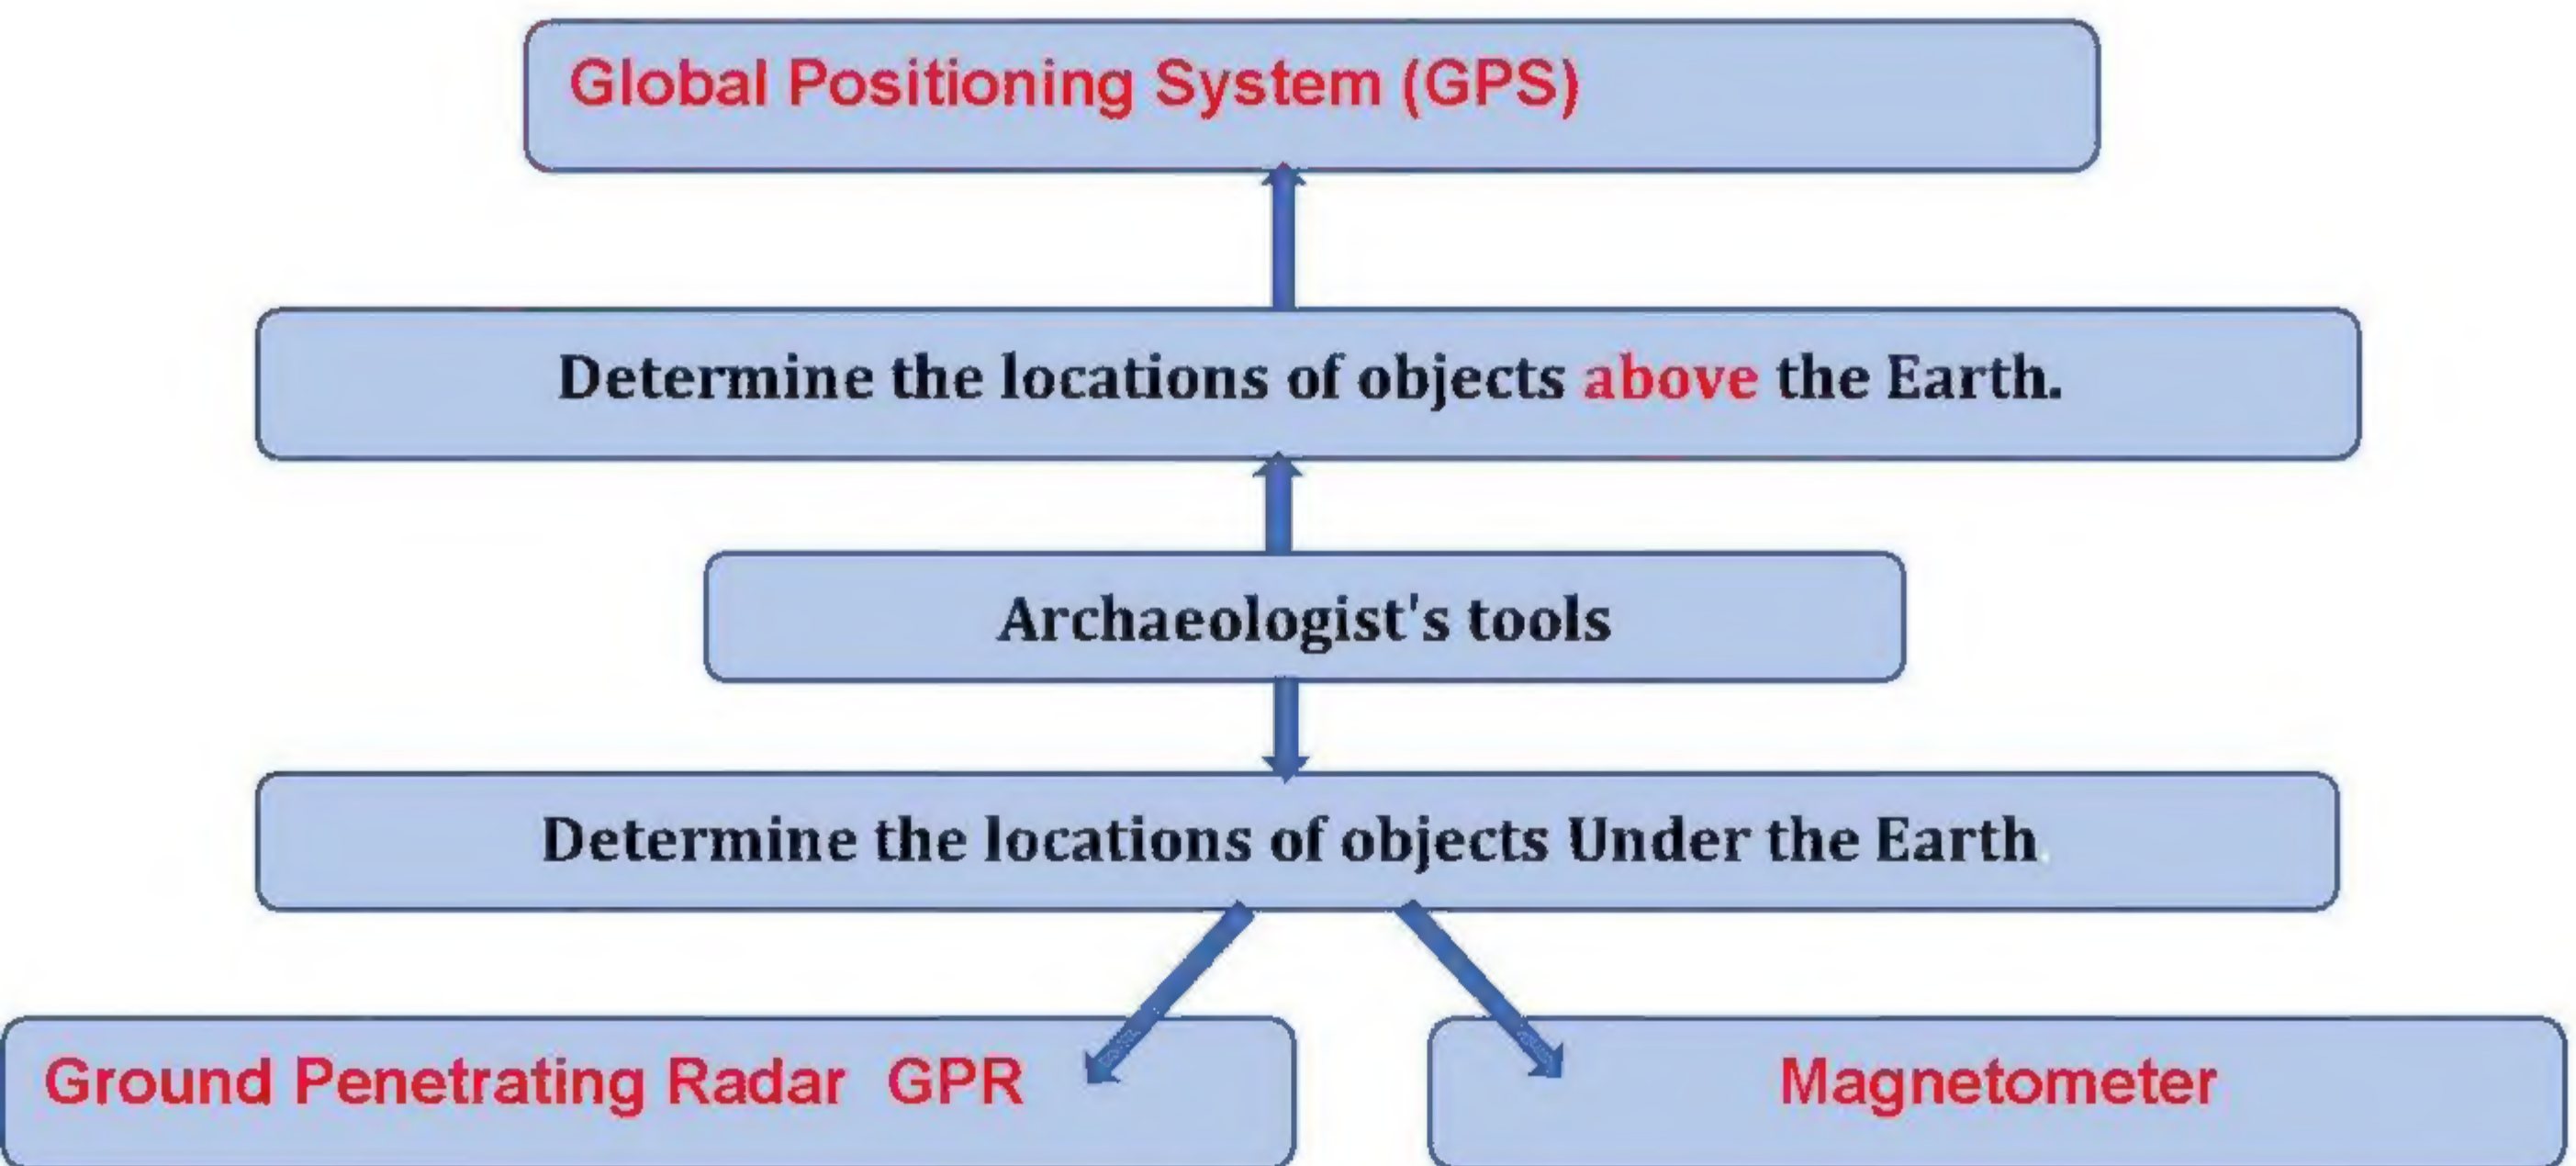 Global Positioning System (GPS)
Determine the locations of objects above the Earth.
Archaeologist's tools
Determine the locations of objects Under the Earth.
Ground Penetrating Radar GPR
Magnetometer